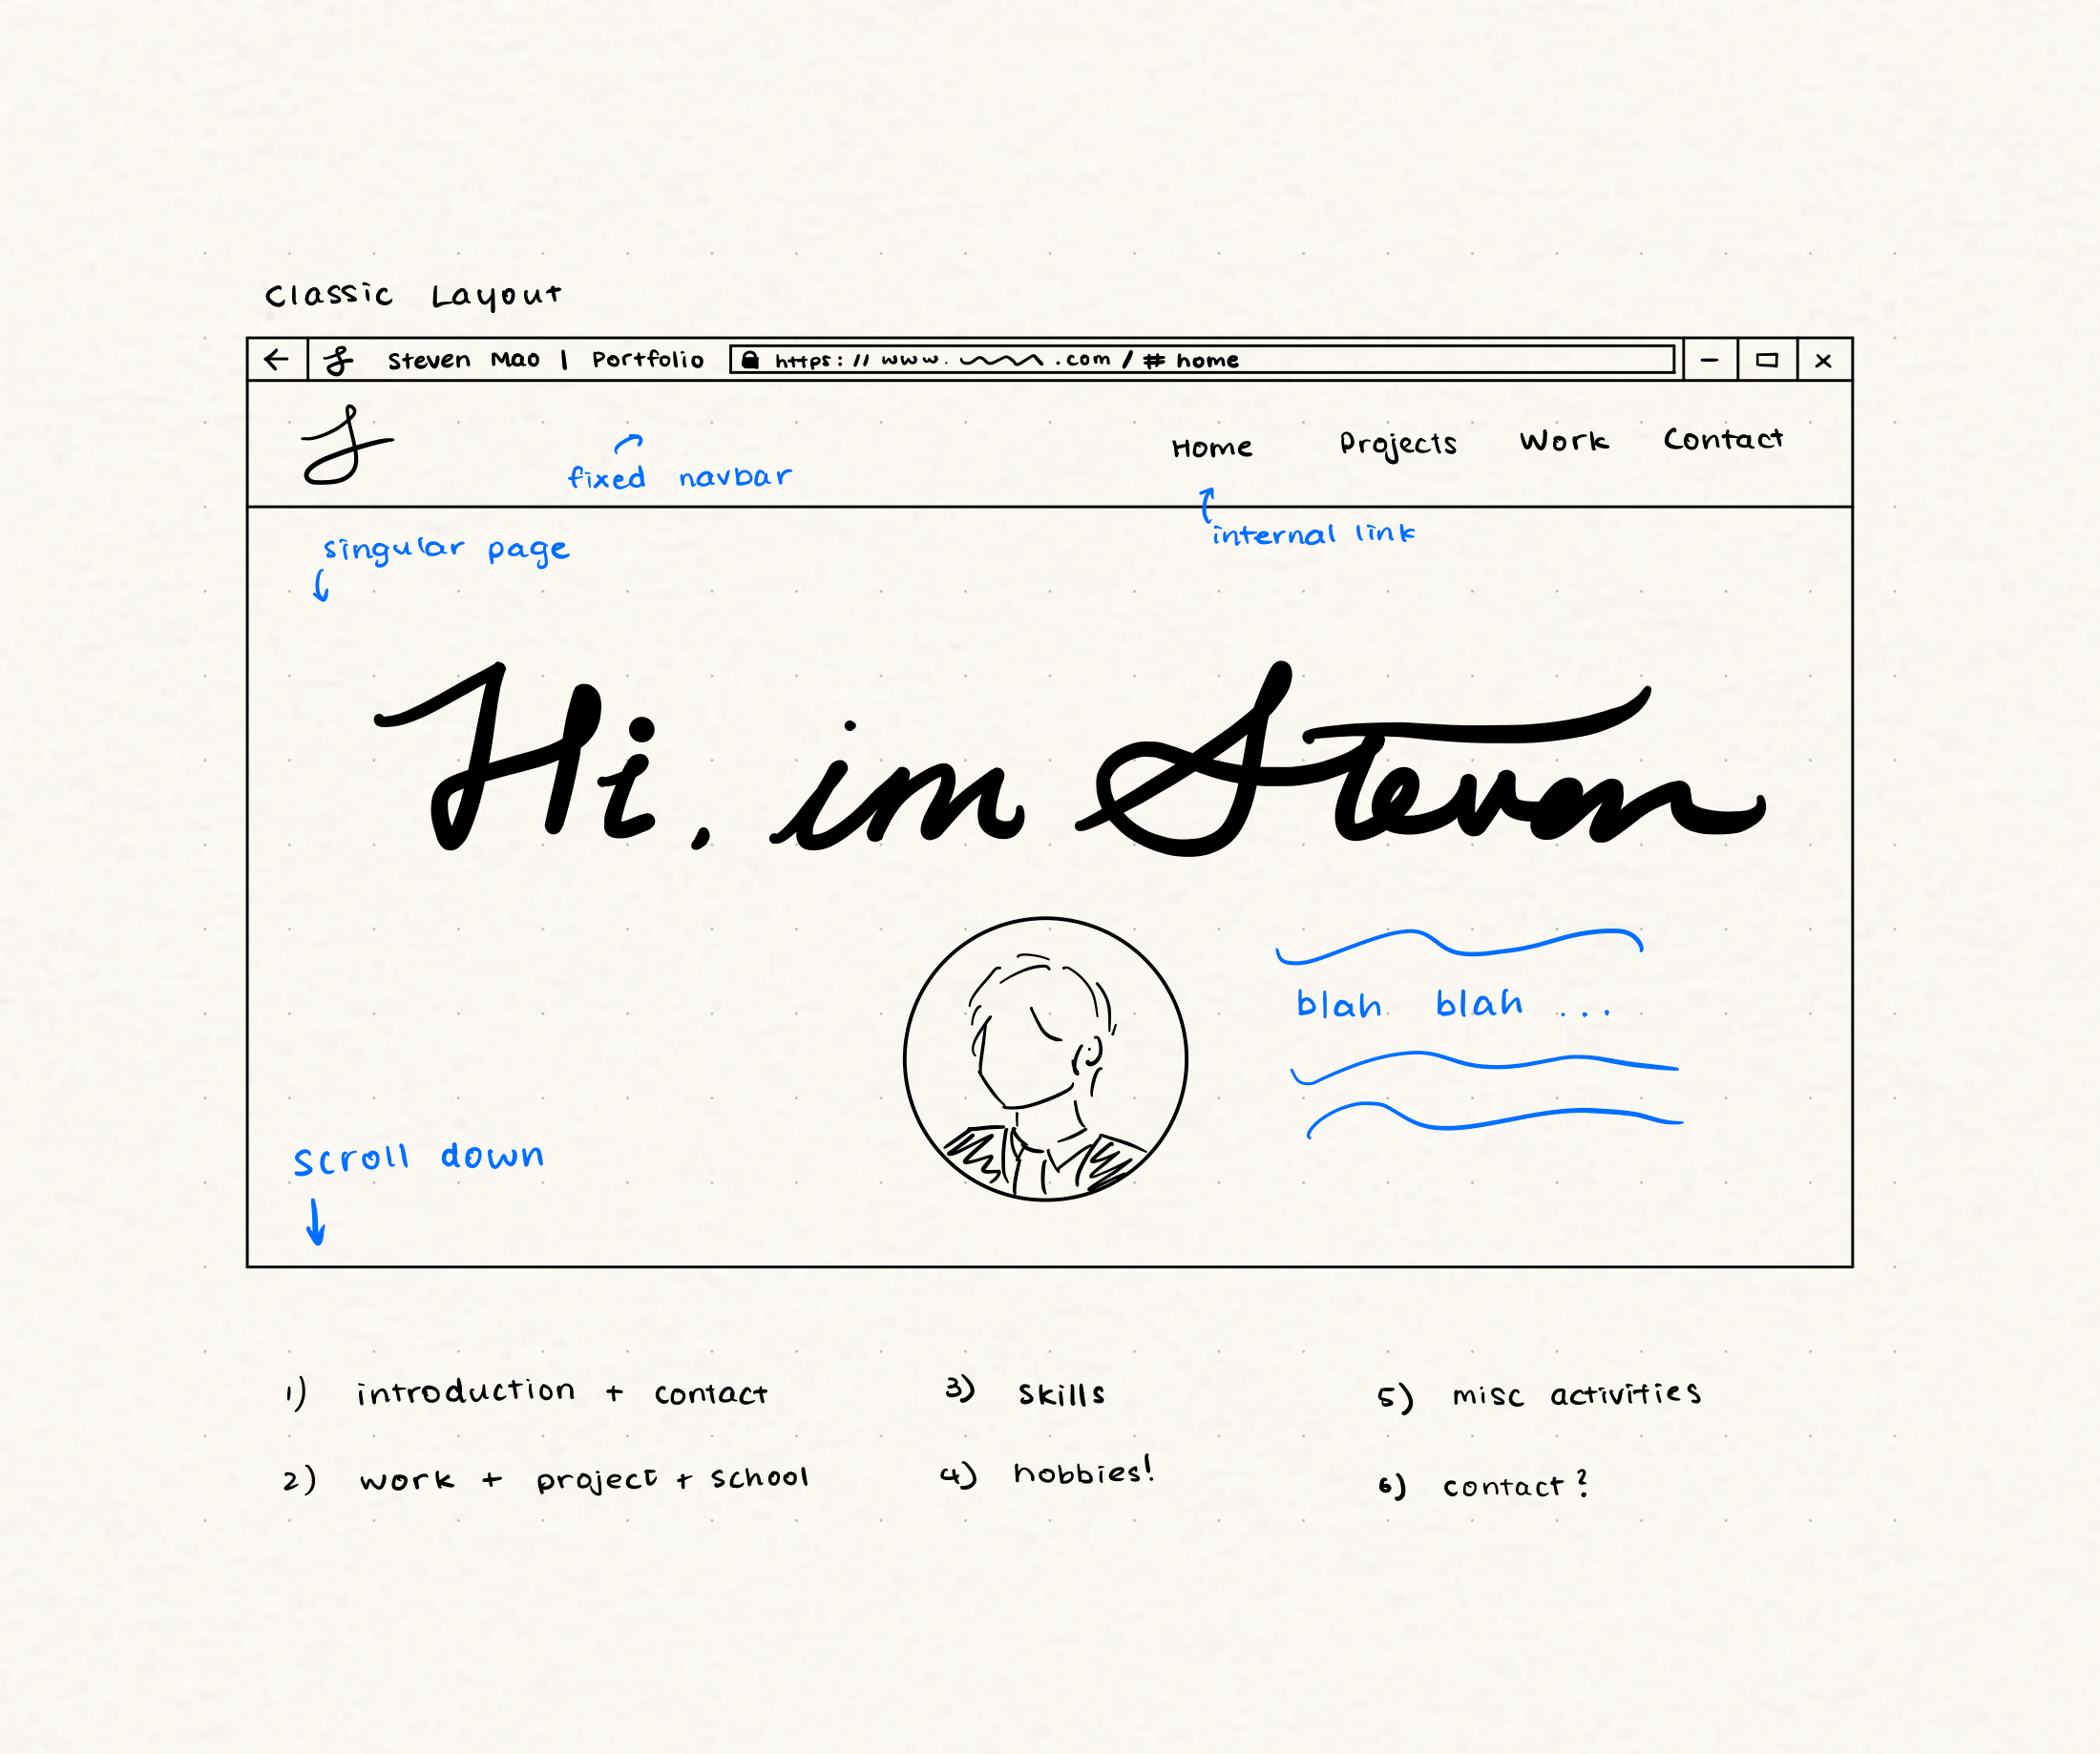 Classic Layout
Steven Mao | Portfolio
https://www. .com/#home
Home Projects Work Contact
fixed navbar
internal link
singular page
Hi. im Steven
blah blah ...
scroll down
1) introduction + contact
2) work + project + school
3) skills
4) hobbies!
5) misc activities
6) contact?